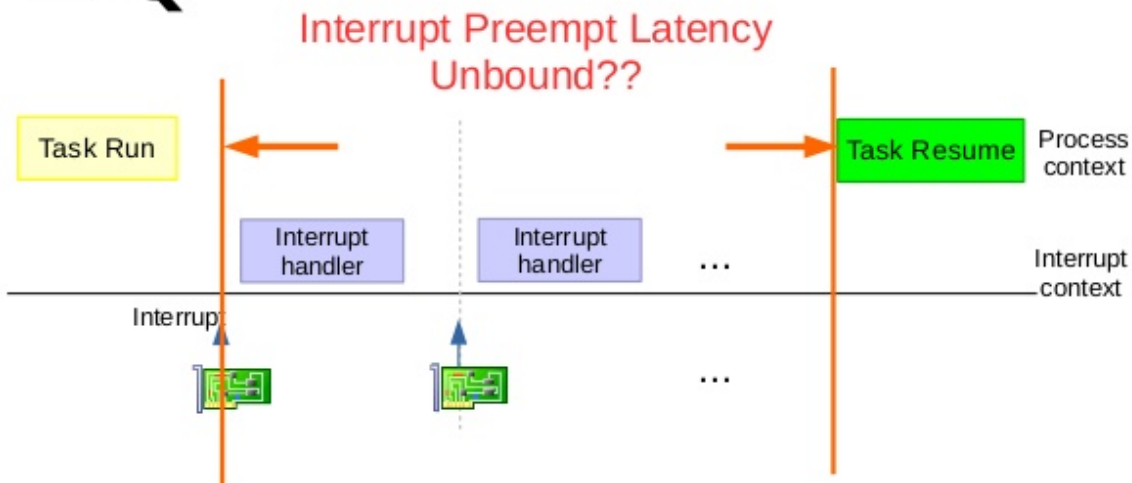 Interrupt Preempt Latency
Unbound??
Task Run
Task Resume
Process
context
Interrupt
handler
Interrupt
handler
...
Interrupt
context
Interrupt
...